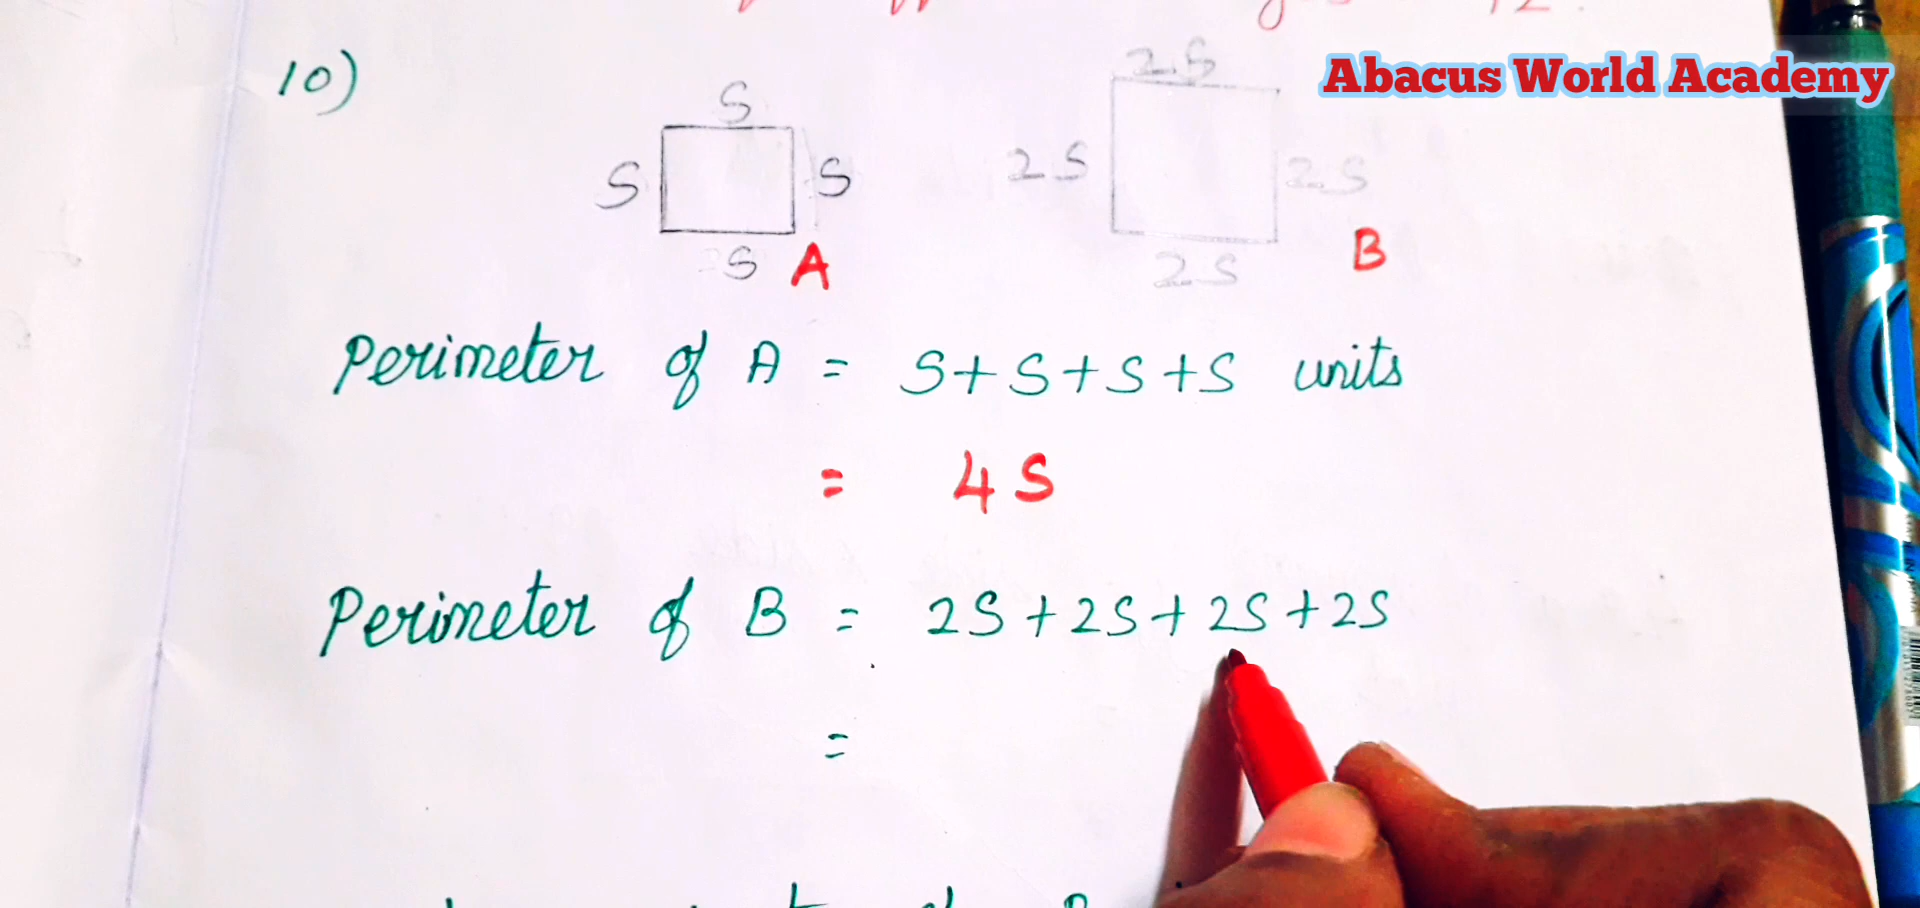 Abacus World Academy
10)
S
S
S
S
A
2S
2S
2S
2S
B
Perimeter of A = S+S+S+S units
= 4S
Perimeter of B = 2S+2S+2S+2S
=